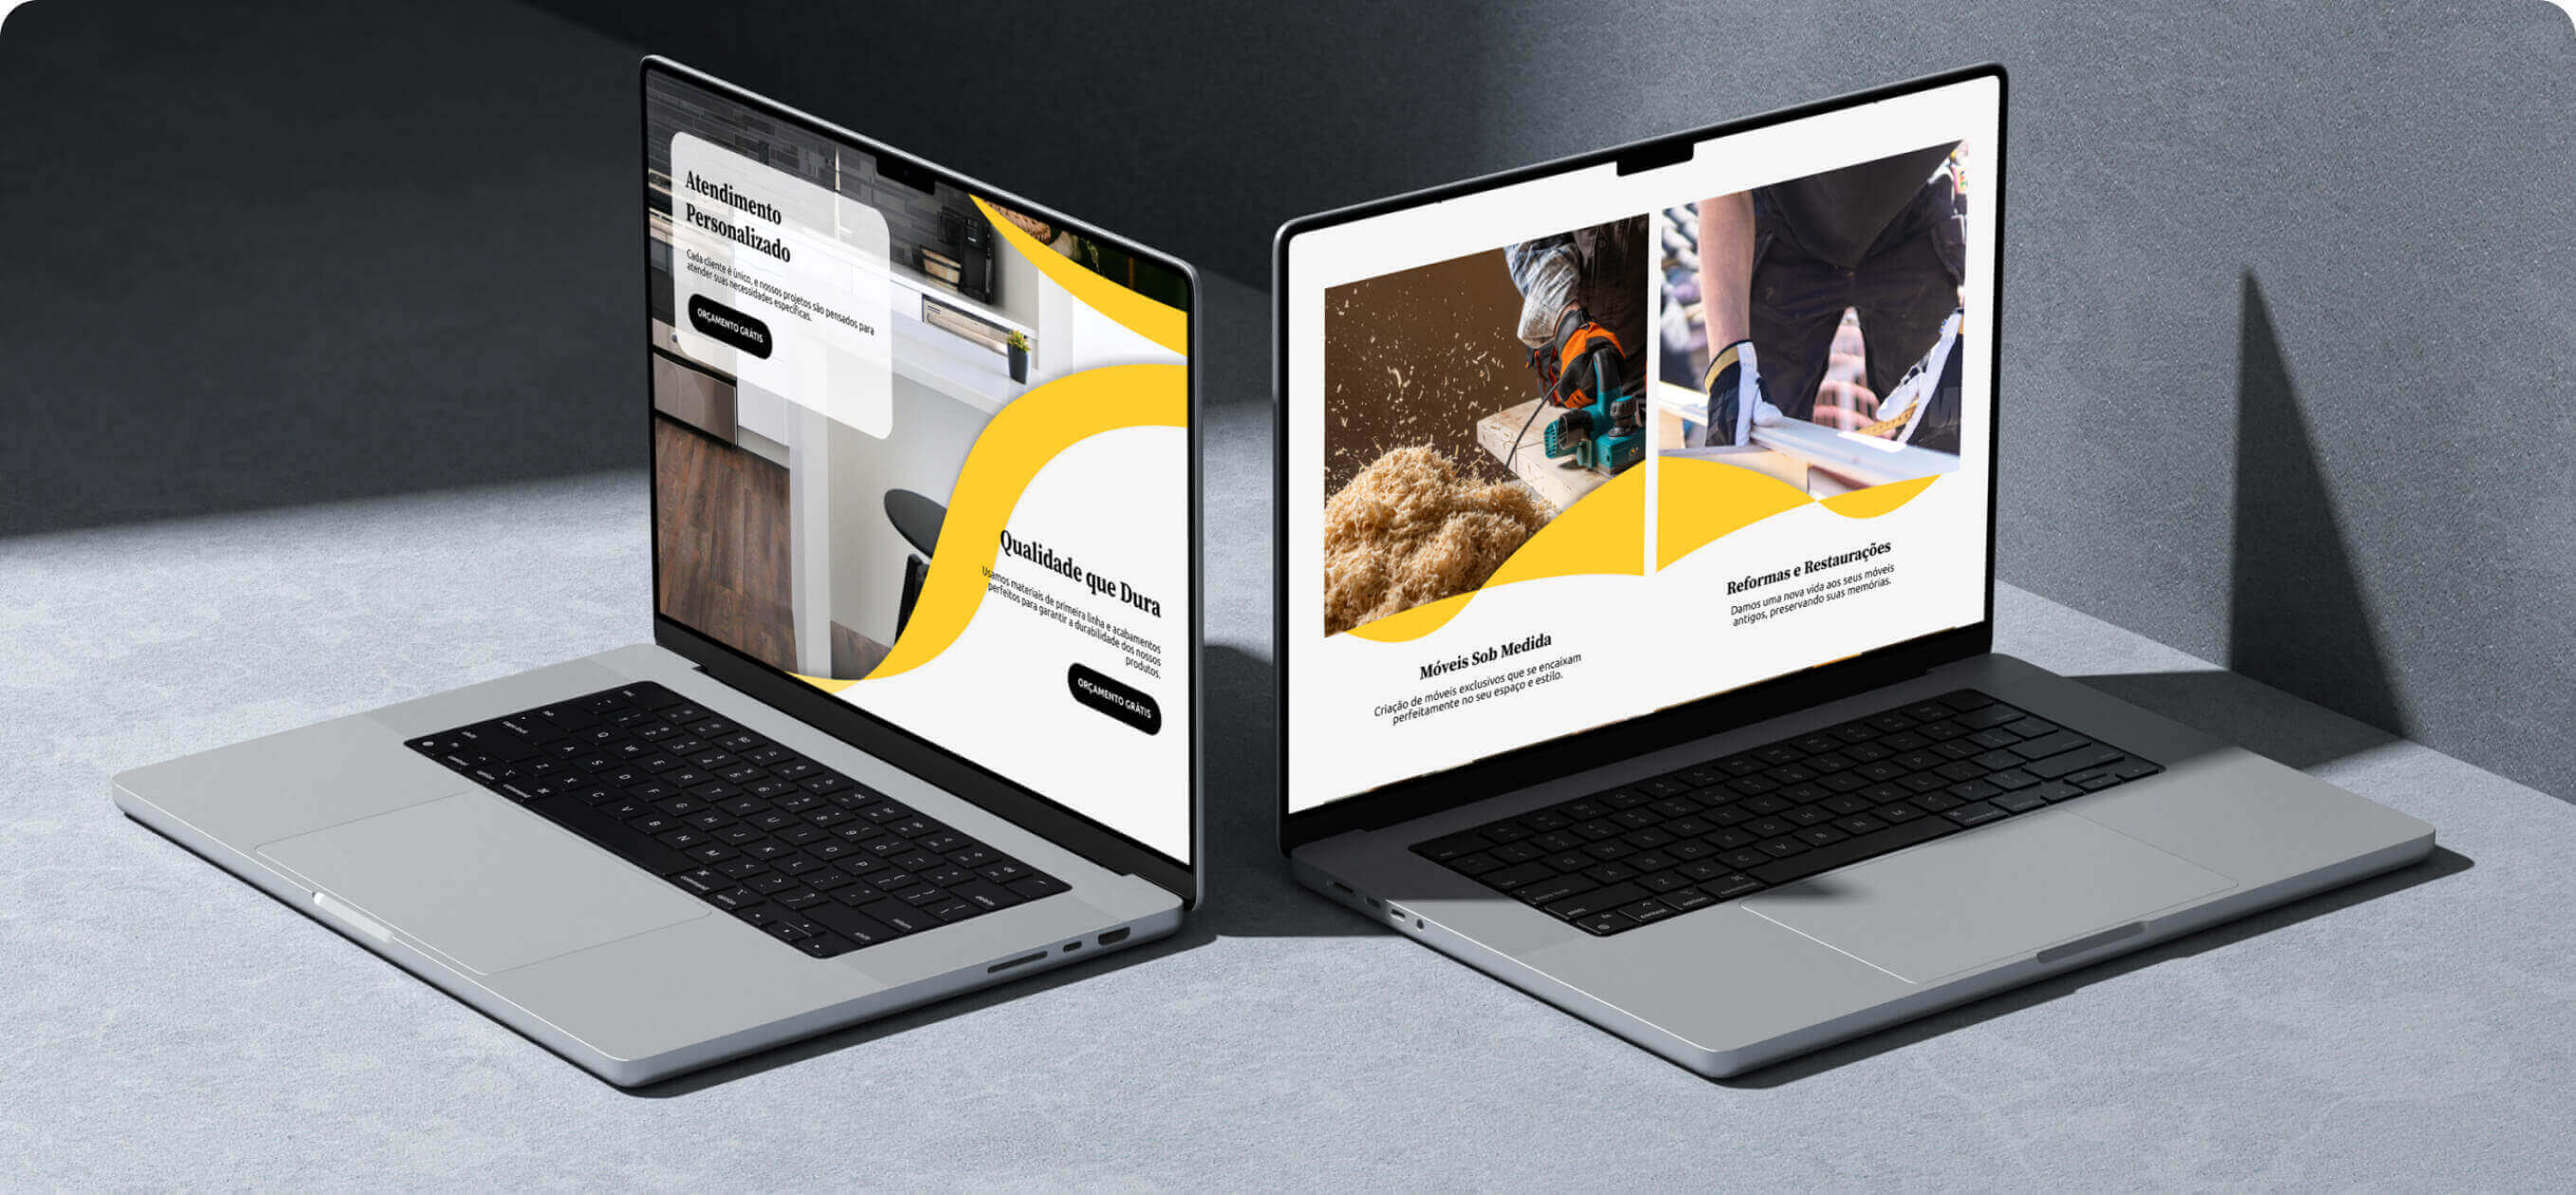 Atendimento
Personalizado
Cada cliente é único, e nossos projetos são pensados para
atender suas necessidades específicas.
ORÇAMENTO GRÁTIS
Qualidade que Dura
Usamos materiais de primeira linha e acabamentos
perfeitos para garantir a durabilidade dos nossos
produtos.
ORÇAMENTO GRÁTIS
Móveis Sob Medida
Criação de móveis exclusivos que se encaixam
perfeitamente no seu espaço e estilo.
Reformas e Restaurações
Damos uma nova vida aos seus móveis
antigos, preservando suas memórias.